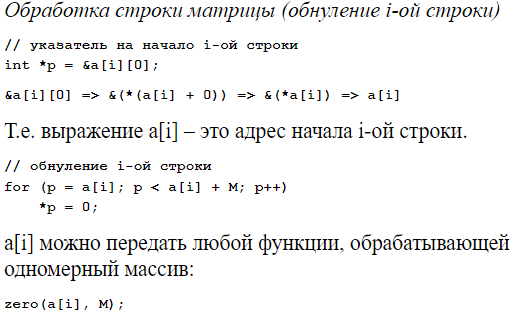 Обработка строки матрицы (обнуление i-ой строки)
// указатель на начало i-ой строки
int *p = &a[i][0];
&a[i][0] => &(*(a[i] + 0)) => &(*a[i]) => a[i]
Т.е. выражение a[i] – это адрес начала i-ой строки.
// обнуление i-ой строки
for (p = a[i]; p < a[i] + M; p++)
    *p = 0;
a[i] можно передать любой функции, обрабатывающей
одномерный массив:
zero(a[i], M);